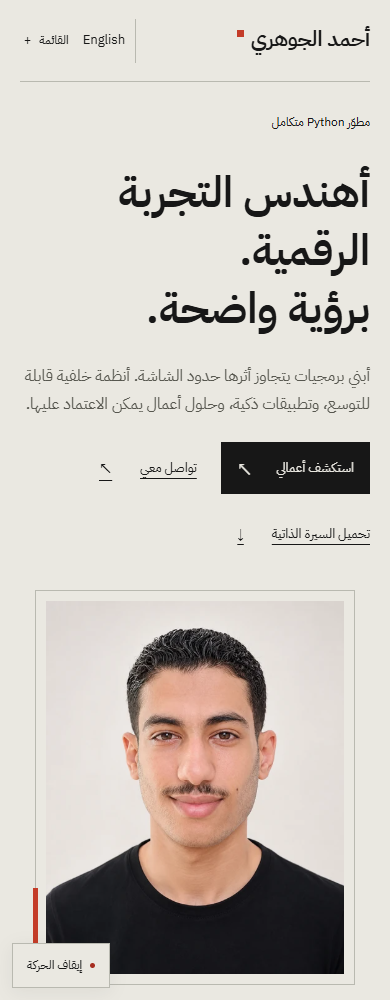 أحمد الجوهري
English
القائمة +
مطوّر Python متكامل
أهندس التجربة
الرقمية.
برؤية واضحة.
أبني برمجيات يتجاوز أثرها حدود الشاشة. أنظمة خلفية قابلة
للتوسع، وتطبيقات ذكية، وحلول أعمال يمكن الاعتماد عليها.
استكشف أعمالي ↖
تواصل معي ↖
تحميل السيرة الذاتية ↓
إيقاف الحركة